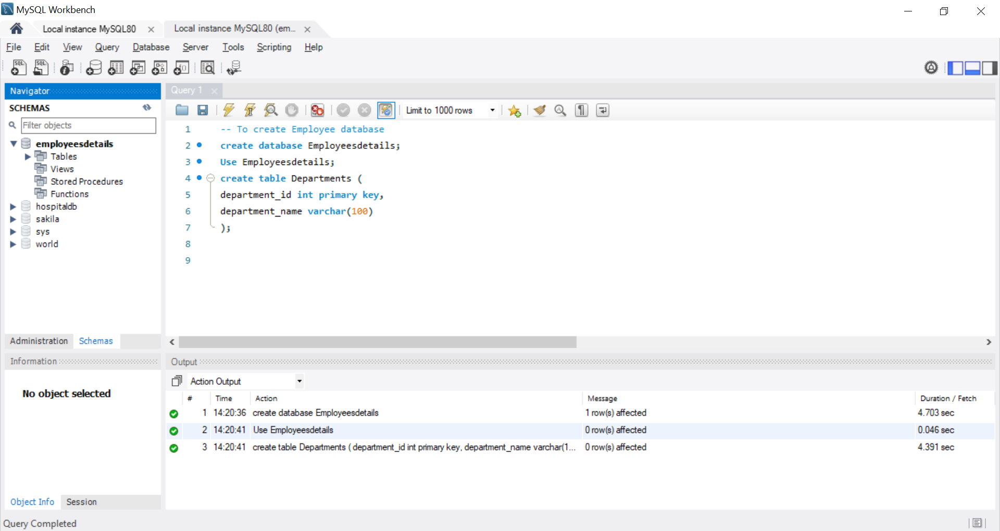 MySQL Workbench
Local instance MySQL80
Local instance MySQL80 (em...
File Edit View Query Database Server Tools Scripting Help
Navigator
SCHEMAS
Filter objects
employeesdetails
Tables
Views
Stored Procedures
Functions
hospitaldb
sakila
sys
world
Administration Schemas
Information
No object selected
Object Info Session
Query 1
Limit to 1000 rows
1 -- To create Employee database
2 create database Employeesdetails;
3 Use Employeesdetails;
4 create table Departments (
5 department_id int primary key,
6 department_name varchar(100)
7 );
8
9
Output
Action Output
# Time Action Message Duration / Fetch
1 14:20:36 create database Employeesdetails 1 row(s) affected 4.703 sec
2 14:20:41 Use Employeesdetails 0 row(s) affected 0.046 sec
3 14:20:41 create table Departments ( department_id int primary key, department_name varchar(1... 0 row(s) affected 4.391 sec
Query Completed